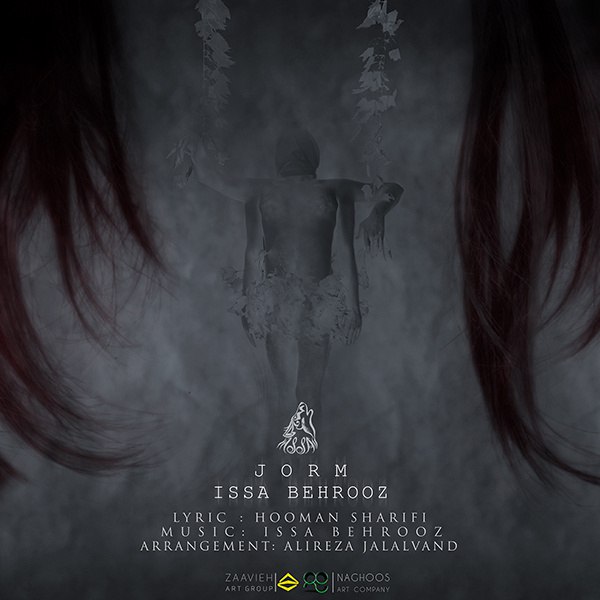 JORM
ISSA BEHROOZ
LYRIC : HOOMAN SHARIFI
MUSIC: ISSA BEHROOZ
ARRANGEMENT: ALIREZA JALALVAND
ZAAVIEH
ART GROUP
NAGHOOS
ART COMPANY